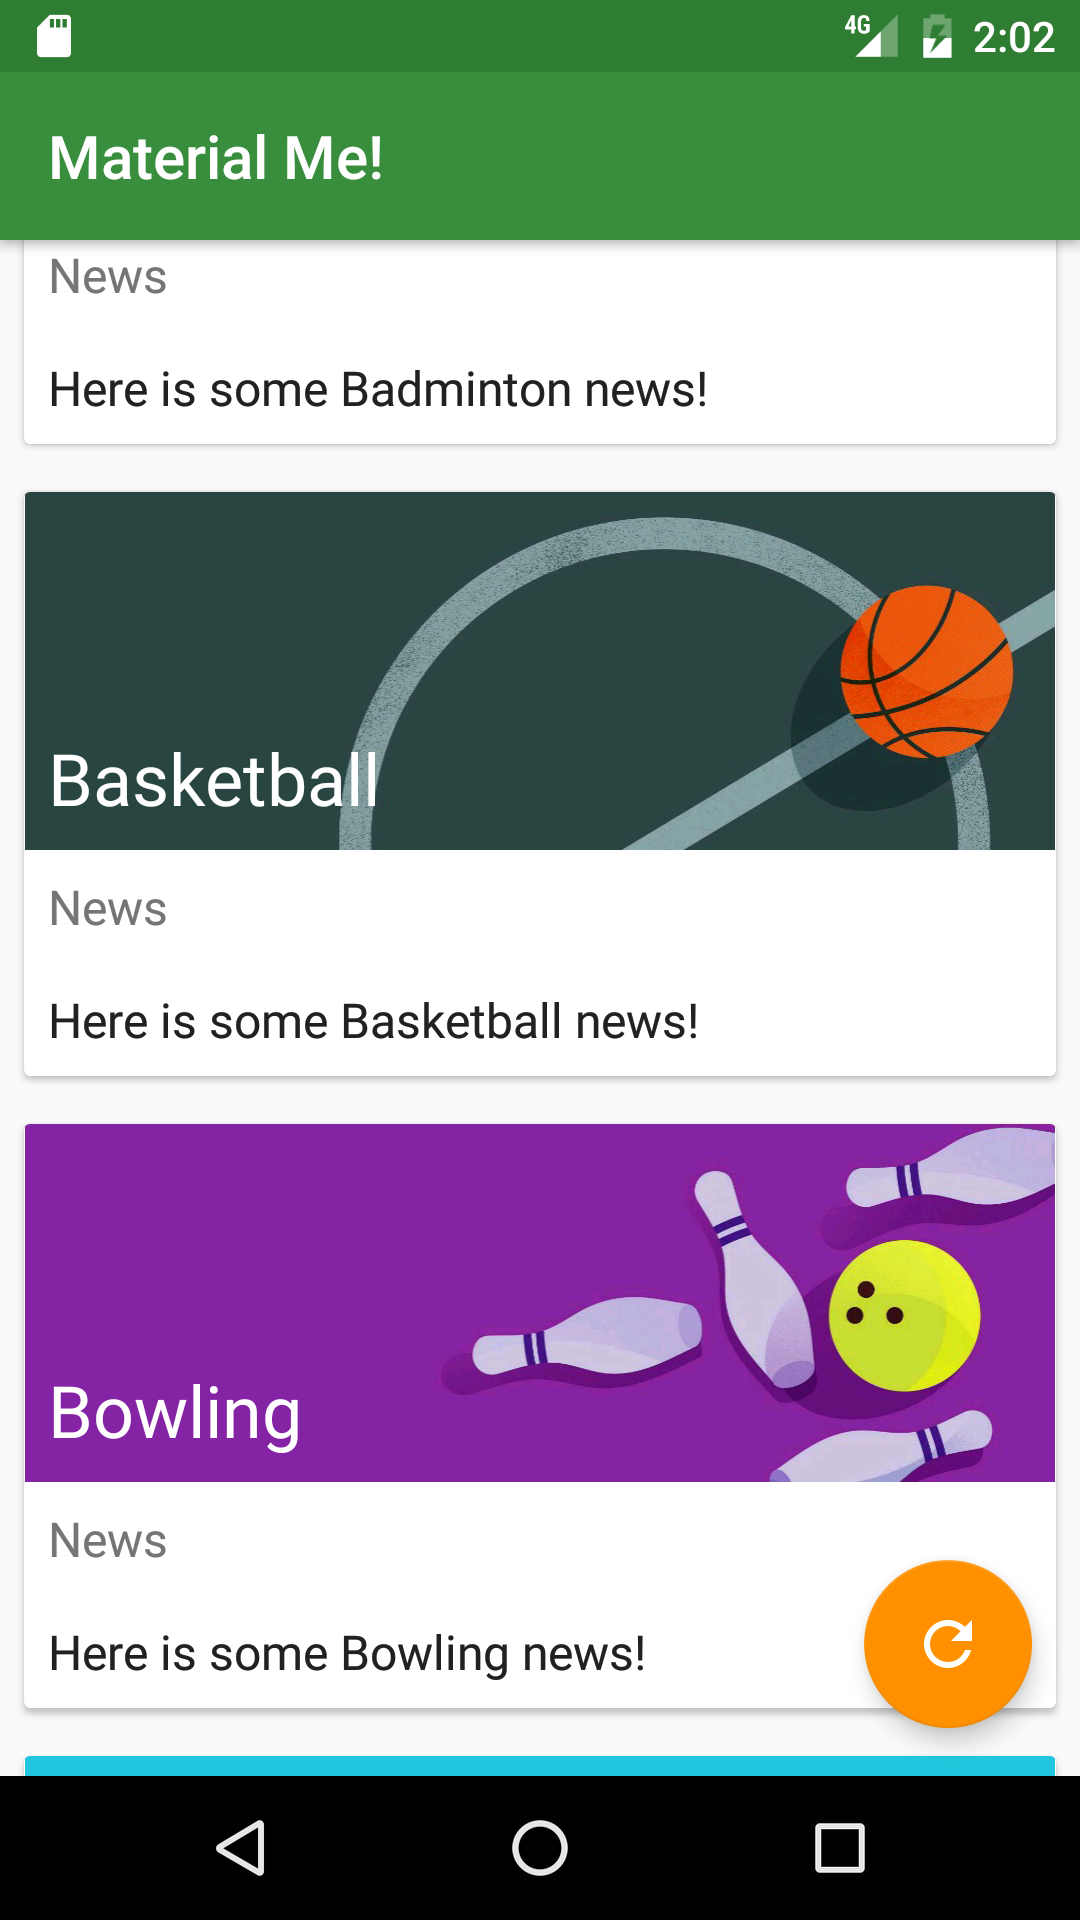 4G 2:02
Material Me!
News
Here is some Badminton news!
Basketball
News
Here is some Basketball news!
Bowling
News
Here is some Bowling news!